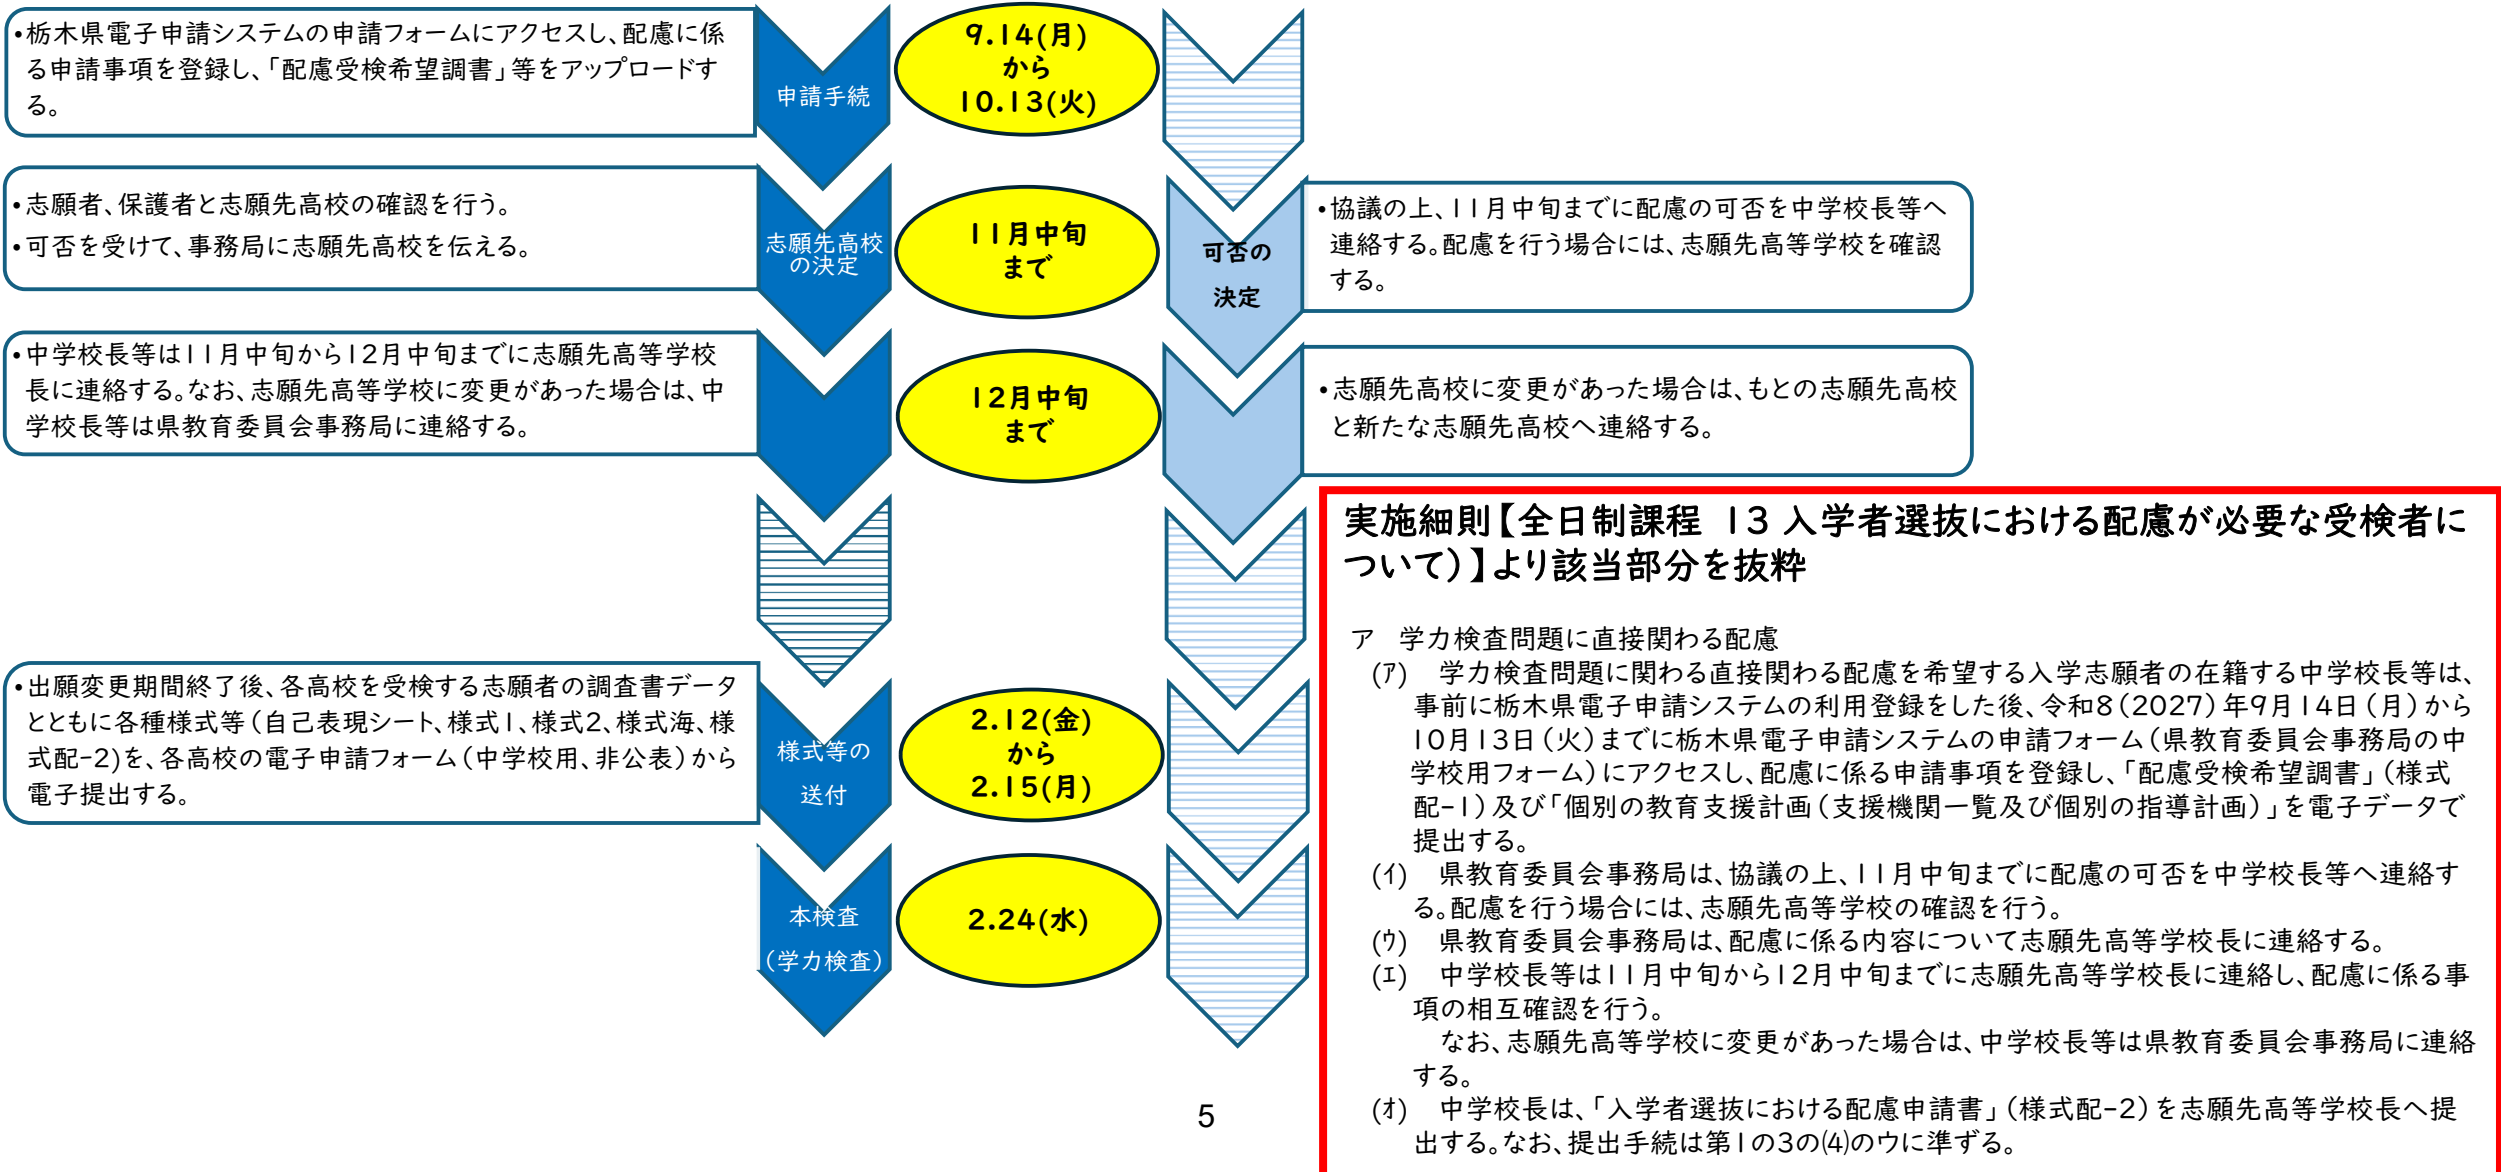 ・栃木県電子申請システムの申請フォームにアクセスし、配慮に係
る申請事項を登録し、「配慮受検希望調書」等をアップロードす
る。
申請手続
9.14(月)
から
10.13(火)
・志願者、保護者と志願先高校の確認を行う。
・可否を受けて、事務局に志願先高校を伝える。
志願先高校
の決定
11月中旬
まで
可否の
決定
・協議の上、11月中旬までに配慮の可否を中学校長等へ
連絡する。配慮を行う場合には、志願先高等学校を確認
する。
・中学校長等は11月中旬から12月中旬までに志願先高等学校
長に連絡する。なお、志願先高等学校に変更があった場合は、中
学校長等は県教育委員会事務局に連絡する。
12月中旬
まで
・志願先高校に変更があった場合は、もとの志願先高校
と新たな志願先高校へ連絡する。
・出願変更期間終了後、各高校を受検する志願者の調査書データ
とともに各種様式等(自己表現シート、様式1、様式2、様式海、様
式配-2)を、各高校の電子申請フォーム(中学校用、非公表)から
電子提出する。
様式等の
送付
2.12(金)
から
2.15(月)
本検査
(学力検査)
2.24(水)
実施細則【全日制課程 13 入学者選抜における配慮が必要な受検者に
ついて)】より該当部分を抜粋
ア 学力検査問題に直接関わる配慮
(ア) 学力検査問題に関わる直接関わる配慮を希望する入学志願者の在籍する中学校長等は、
事前に栃木県電子申請システムの利用登録をした後、令和8(2027)年9月14日(月)から
10月13日(火)までに栃木県電子申請システムの申請フォーム(県教育委員会事務局の中
学校用フォーム)にアクセスし、配慮に係る申請事項を登録し、「配慮受検希望調書」(様式
配-1)及び「個別の教育支援計画(支援機関一覧及び個別の指導計画)」を電子データで
提出する。
(イ) 県教育委員会事務局は、協議の上、11月中旬までに配慮の可否を中学校長等へ連絡す
る。配慮を行う場合には、志願先高等学校の確認を行う。
(ウ) 県教育委員会事務局は、配慮に係る内容について志願先高等学校長に連絡する。
(エ) 中学校長等は11月中旬から12月中旬までに志願先高等学校長に連絡し、配慮に係る事
項の相互確認を行う。
なお、志願先高等学校に変更があった場合は、中学校長等は県教育委員会事務局に連絡
する。
(オ) 中学校長は、「入学者選抜における配慮申請書」(様式配-2)を志願先高等学校長へ提
出する。なお、提出手続は第1の3の⑷のウに準ずる。
5